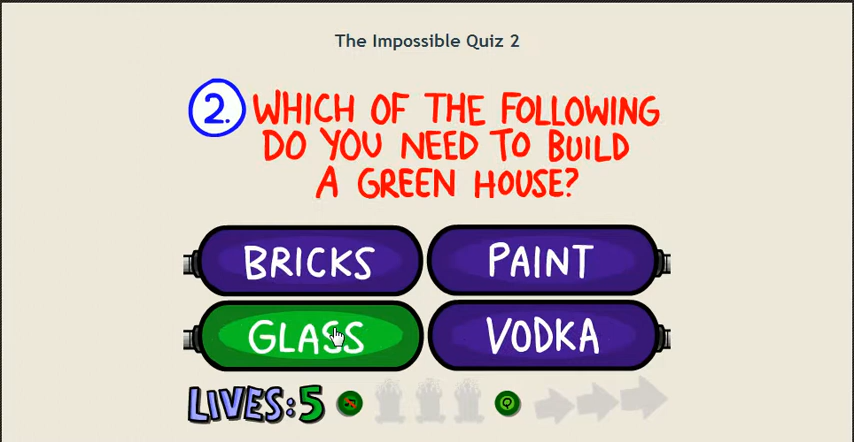 The Impossible Quiz 2
2. WHICH OF THE FOLLOWING
DO YOU NEED TO BUILD
A GREEN HOUSE?
BRICKS
PAINT
GLASS
VODKA
LIVES: 5